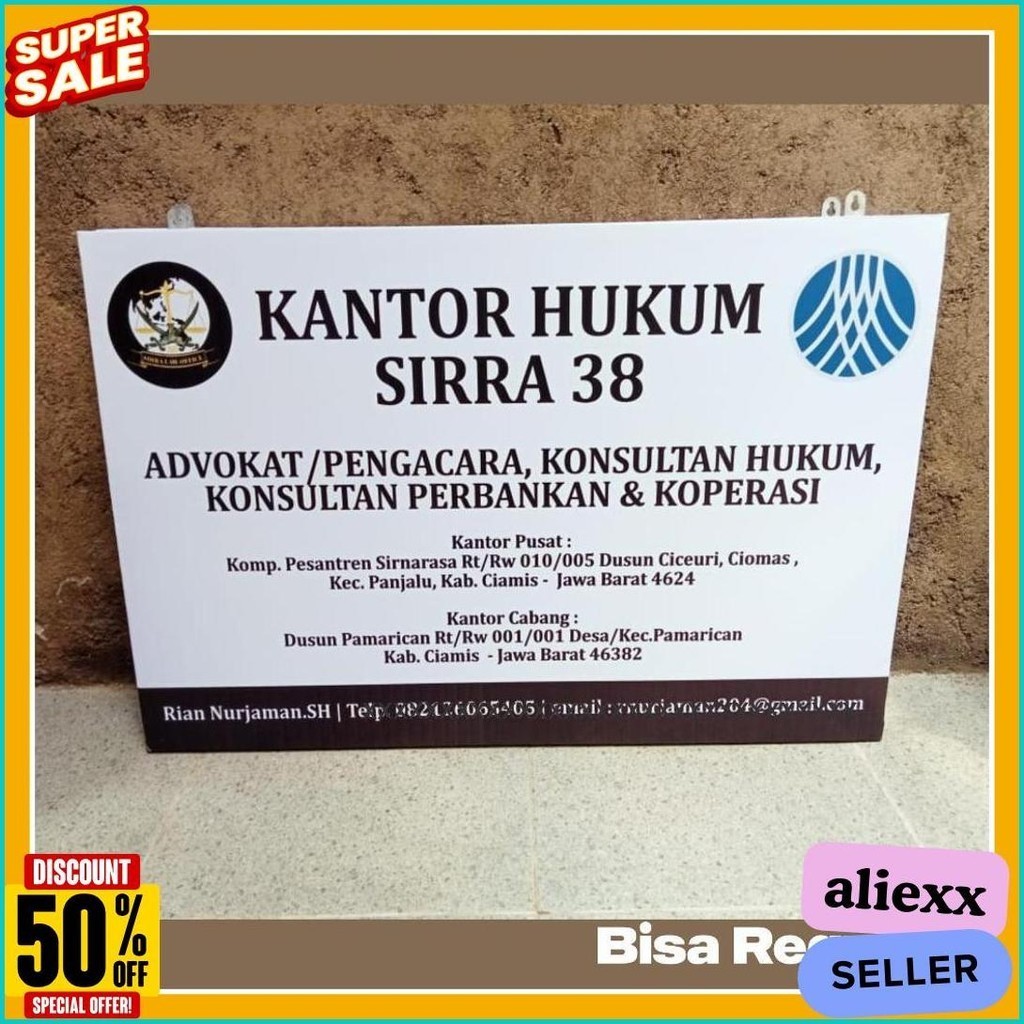 SUPER
SALE
KANTOR HUKUM
SIRRA 38
ADVOKAT/PENGACARA, KONSULTAN HUKUM,
KONSULTAN PERBANKAN & KOPERASI
Kantor Pusat :
Komp. Pesantren Sirnarasa Rt/Rw 010/005 Dusun Ciceuri, Ciomas ,
Kec. Panjalu, Kab. Ciamis - Jawa Barat 4624
Kantor Cabang :
Dusun Pamarican Rt/Rw 001/001 Desa/Kec.Pamarican
Kab. Ciamis - Jawa Barat 46382
Rian Nurjaman.SH | Telp. | email :
DISCOUNT
50% OFF
SPECIAL OFFER!
Bisa
aliexx
SELLER